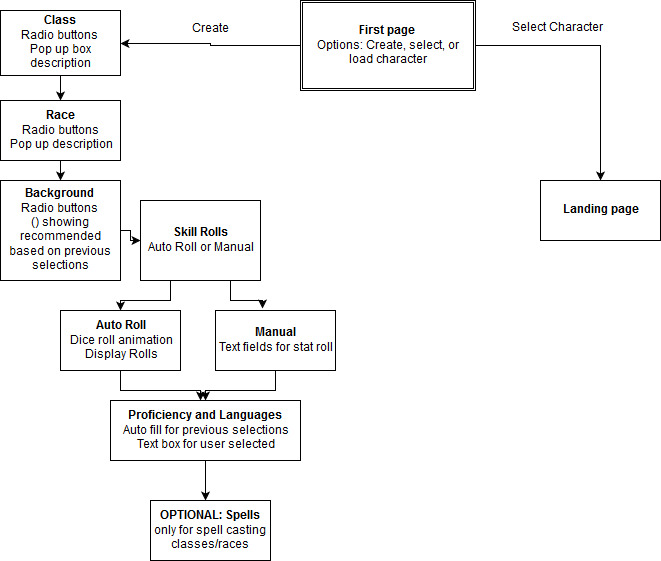 Class
Radio buttons
Pop up box
description
Create
First page
Options: Create, select, or
load character
Select Character
Race
Radio buttons
Pop up description
Background
Radio buttons
() showing
recommended
based on previous
selections
Skill Rolls
Auto Roll or Manual
Landing page
Auto Roll
Dice roll animation
Display Rolls
Manual
Text fields for stat roll
Proficiency and Languages
Auto fill for previous selections
Text box for user selected
OPTIONAL: Spells
only for spell casting
classes/races